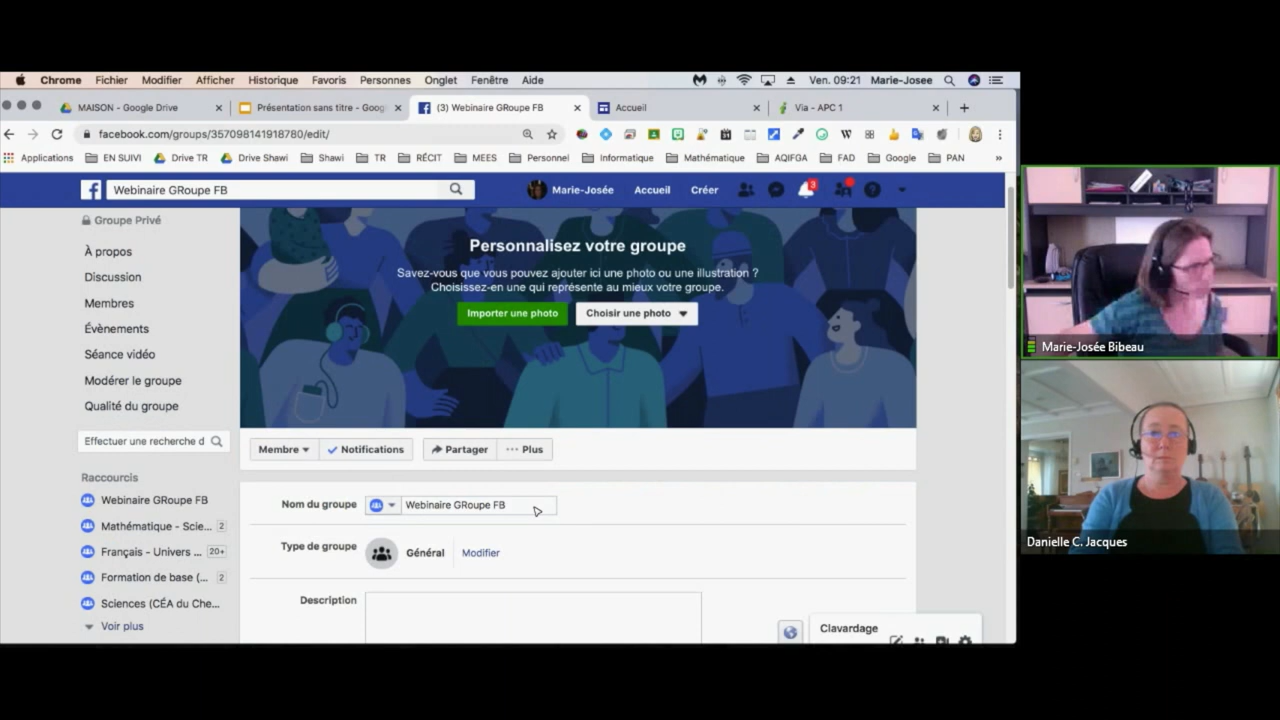 Chrome Fichier Modifier Afficher Historique Favoris Personnes Onglet Fenêtre Aide Ven. 09:21 Marie-Josee
MAISON - Google Drive Présentation sans titre - Goog (3) Webinaire GRoupe FB Accueil Via - APC 1
facebook.com/groups/357098141918780/edit/
Applications EN SUIVI Drive TR Drive Shawi Shawi TR RÉCIT MEES Personnel Informatique Mathématique AQIFGA FAD Google PAN »
Webinaire GRoupe FB Marie-Josée Accueil Créer 3
Groupe Privé
À propos
Discussion
Membres
Évènements
Séance vidéo
Modérer le groupe
Qualité du groupe
Effectuer une recherche d
Raccourcis
Webinaire GRoupe FB
Mathématique - Scie... 2
Français - Univers ... 20+
Formation de base (... 2
Sciences (CÉA du Che...
Voir plus
Personnalisez votre groupe
Savez-vous que vous pouvez ajouter ici une photo ou une illustration ?
Choisissez-en une qui représente au mieux votre groupe.
Importer une photo Choisir une photo
Membre Notifications Partager ··· Plus
Nom du groupe Webinaire GRoupe FB
Type de groupe Général Modifier
Description
Clavardage
Marie-Josée Bibeau
Danielle C. Jacques